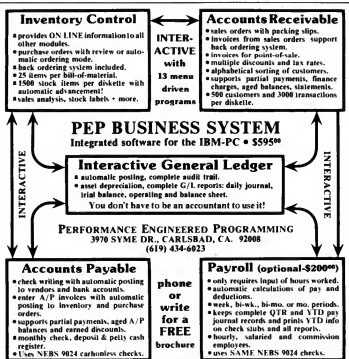 Inventory Control
■ provides ON LINE information to all
other modules.
■ purchase orders with review or auto-
matic ordering mode.
■ back ordering system included.
■ 25 items per bill-of-material.
■ 1500 stock items per diskette with
automatic advancement!
■ sales analysis, stock labels + more.
INTER-
ACTIVE
with
13 menu
driven
programs
Accounts Receivable
■ sales orders with packing slips.
■ Invoices from sales orders support
back ordering system.
■ invoices for point-of-sale.
■ multiple discounts and tax rates.
■ alphabetical sorting of customers.
■ supports partial payments, finance
charges, aged balances, statements.
■ 500 customers and 3000 transactions
per diskette.
PEP BUSINESS SYSTEM
Integrated software for the IBM-PC • $595⁰⁰
Interactive General Ledger
■ automatic posting, complete audit trail.
■ asset depreciation, complete G/L reports: daily journal,
trial balance, operating and balance sheet.
You don't have to be an accountant to use it!
INTERACTIVE
INTERACTIVE
PERFORMANCE ENGINEERED PROGRAMMING
3970 SYME DR., CARLSBAD, CA. 92008
(619) 434-6023
Accounts Payable
■ check writing with automatic posting
to vendors and bank accounts.
■ enter A/P invoices with automatic
posting to Inventory and purchase
orders.
■ supports partial payments, aged A/P
balances and earned discounts.
■ monthly check, deposit & petty cash
register.
■ Uses NEBS 9024 carbonless checks.
phone
or
write
for a
FREE
brochure
Payroll (optional-$200⁰⁰)
■ only requires input of hours worked.
■ automatic calculations of pay and
deductions.
■ week, bi-wk., bi-mo. or mo. periods.
■ keeps complete QTR and YTD pay
journal records and prints YTD info
on check stubs and all reports.
■ hourly, salaried and commission
employees.
■ uses SAME NEBS 9024 checks.